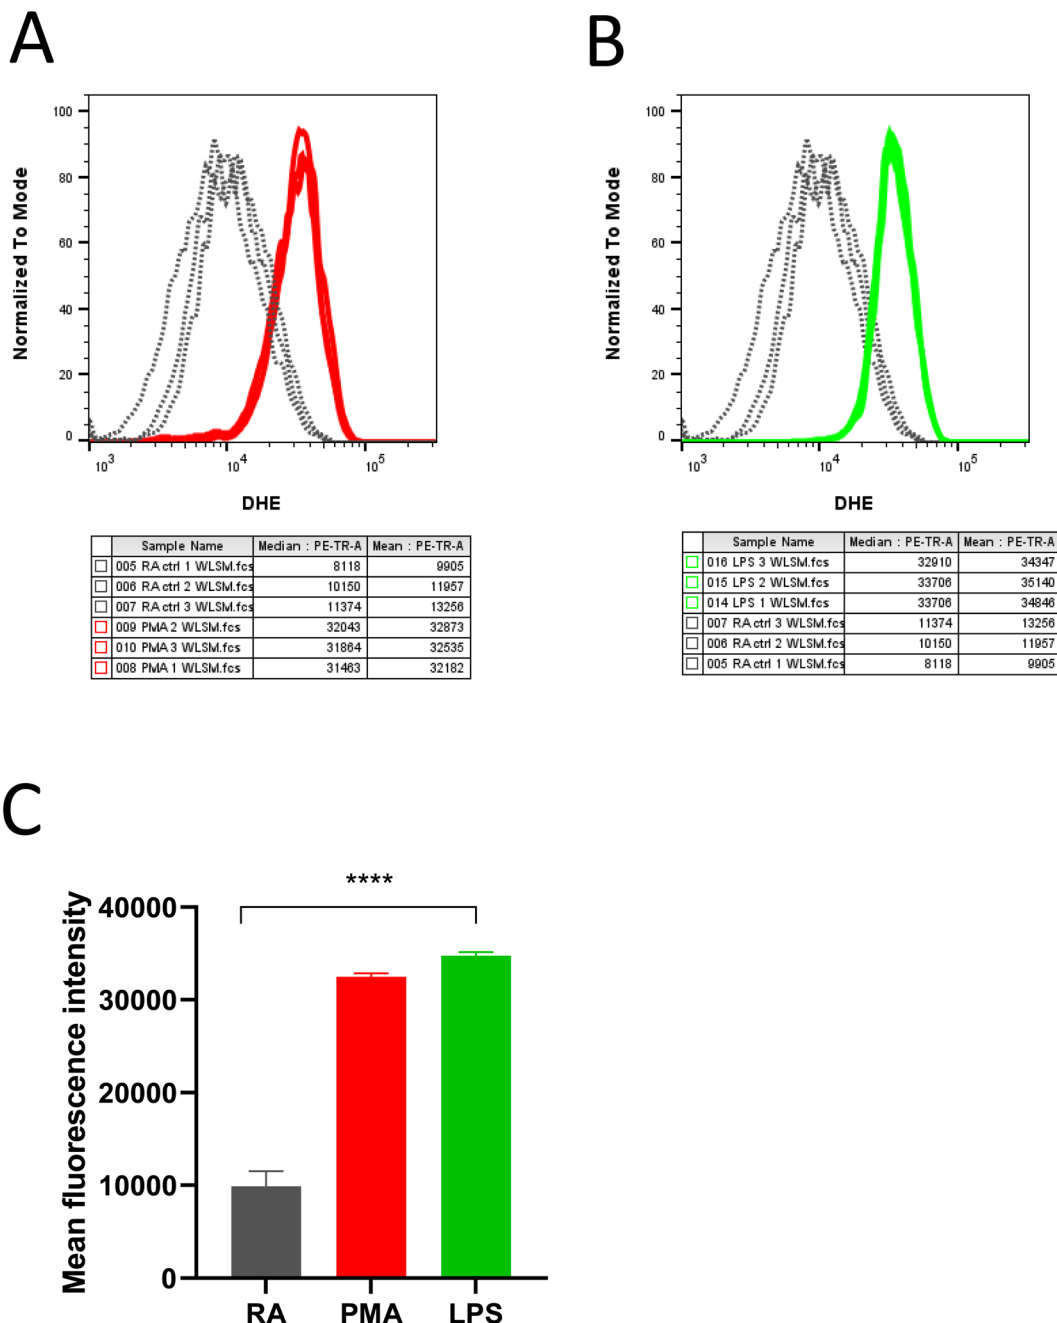 A
B
Normalized To Mode
100
80
60
40
20
0
10^3
10^4
10^5
DHE
Normalized To Mode
100
80
60
40
20
0
10^3
10^4
10^5
DHE
Sample Name Median : PE-TR-A Mean : PE-TR-A
005 RA ctrl 1 WLSM.fcs 8118 9905
006 RA ctrl 2 WLSM.fcs 10150 11957
007 RA ctrl 3 WLSM.fcs 11374 13256
009 PMA 2 WLSM.fcs 32043 32873
010 PMA 3 WLSM.fcs 31864 32535
008 PMA 1 WLSM.fcs 31463 32182
Sample Name Median : PE-TR-A Mean : PE-TR-A
016 LPS 3 WLSM.fcs 32910 34347
015 LPS 2 WLSM.fcs 33706 35140
014 LPS 1 WLSM.fcs 33706 34846
007 RA ctrl 3 WLSM.fcs 11374 13256
006 RA ctrl 2 WLSM.fcs 10150 11957
005 RA ctrl 1 WLSM.fcs 8118 9905
C
Mean fluorescence intensity
****
40000
30000
20000
10000
0
RA PMA LPS